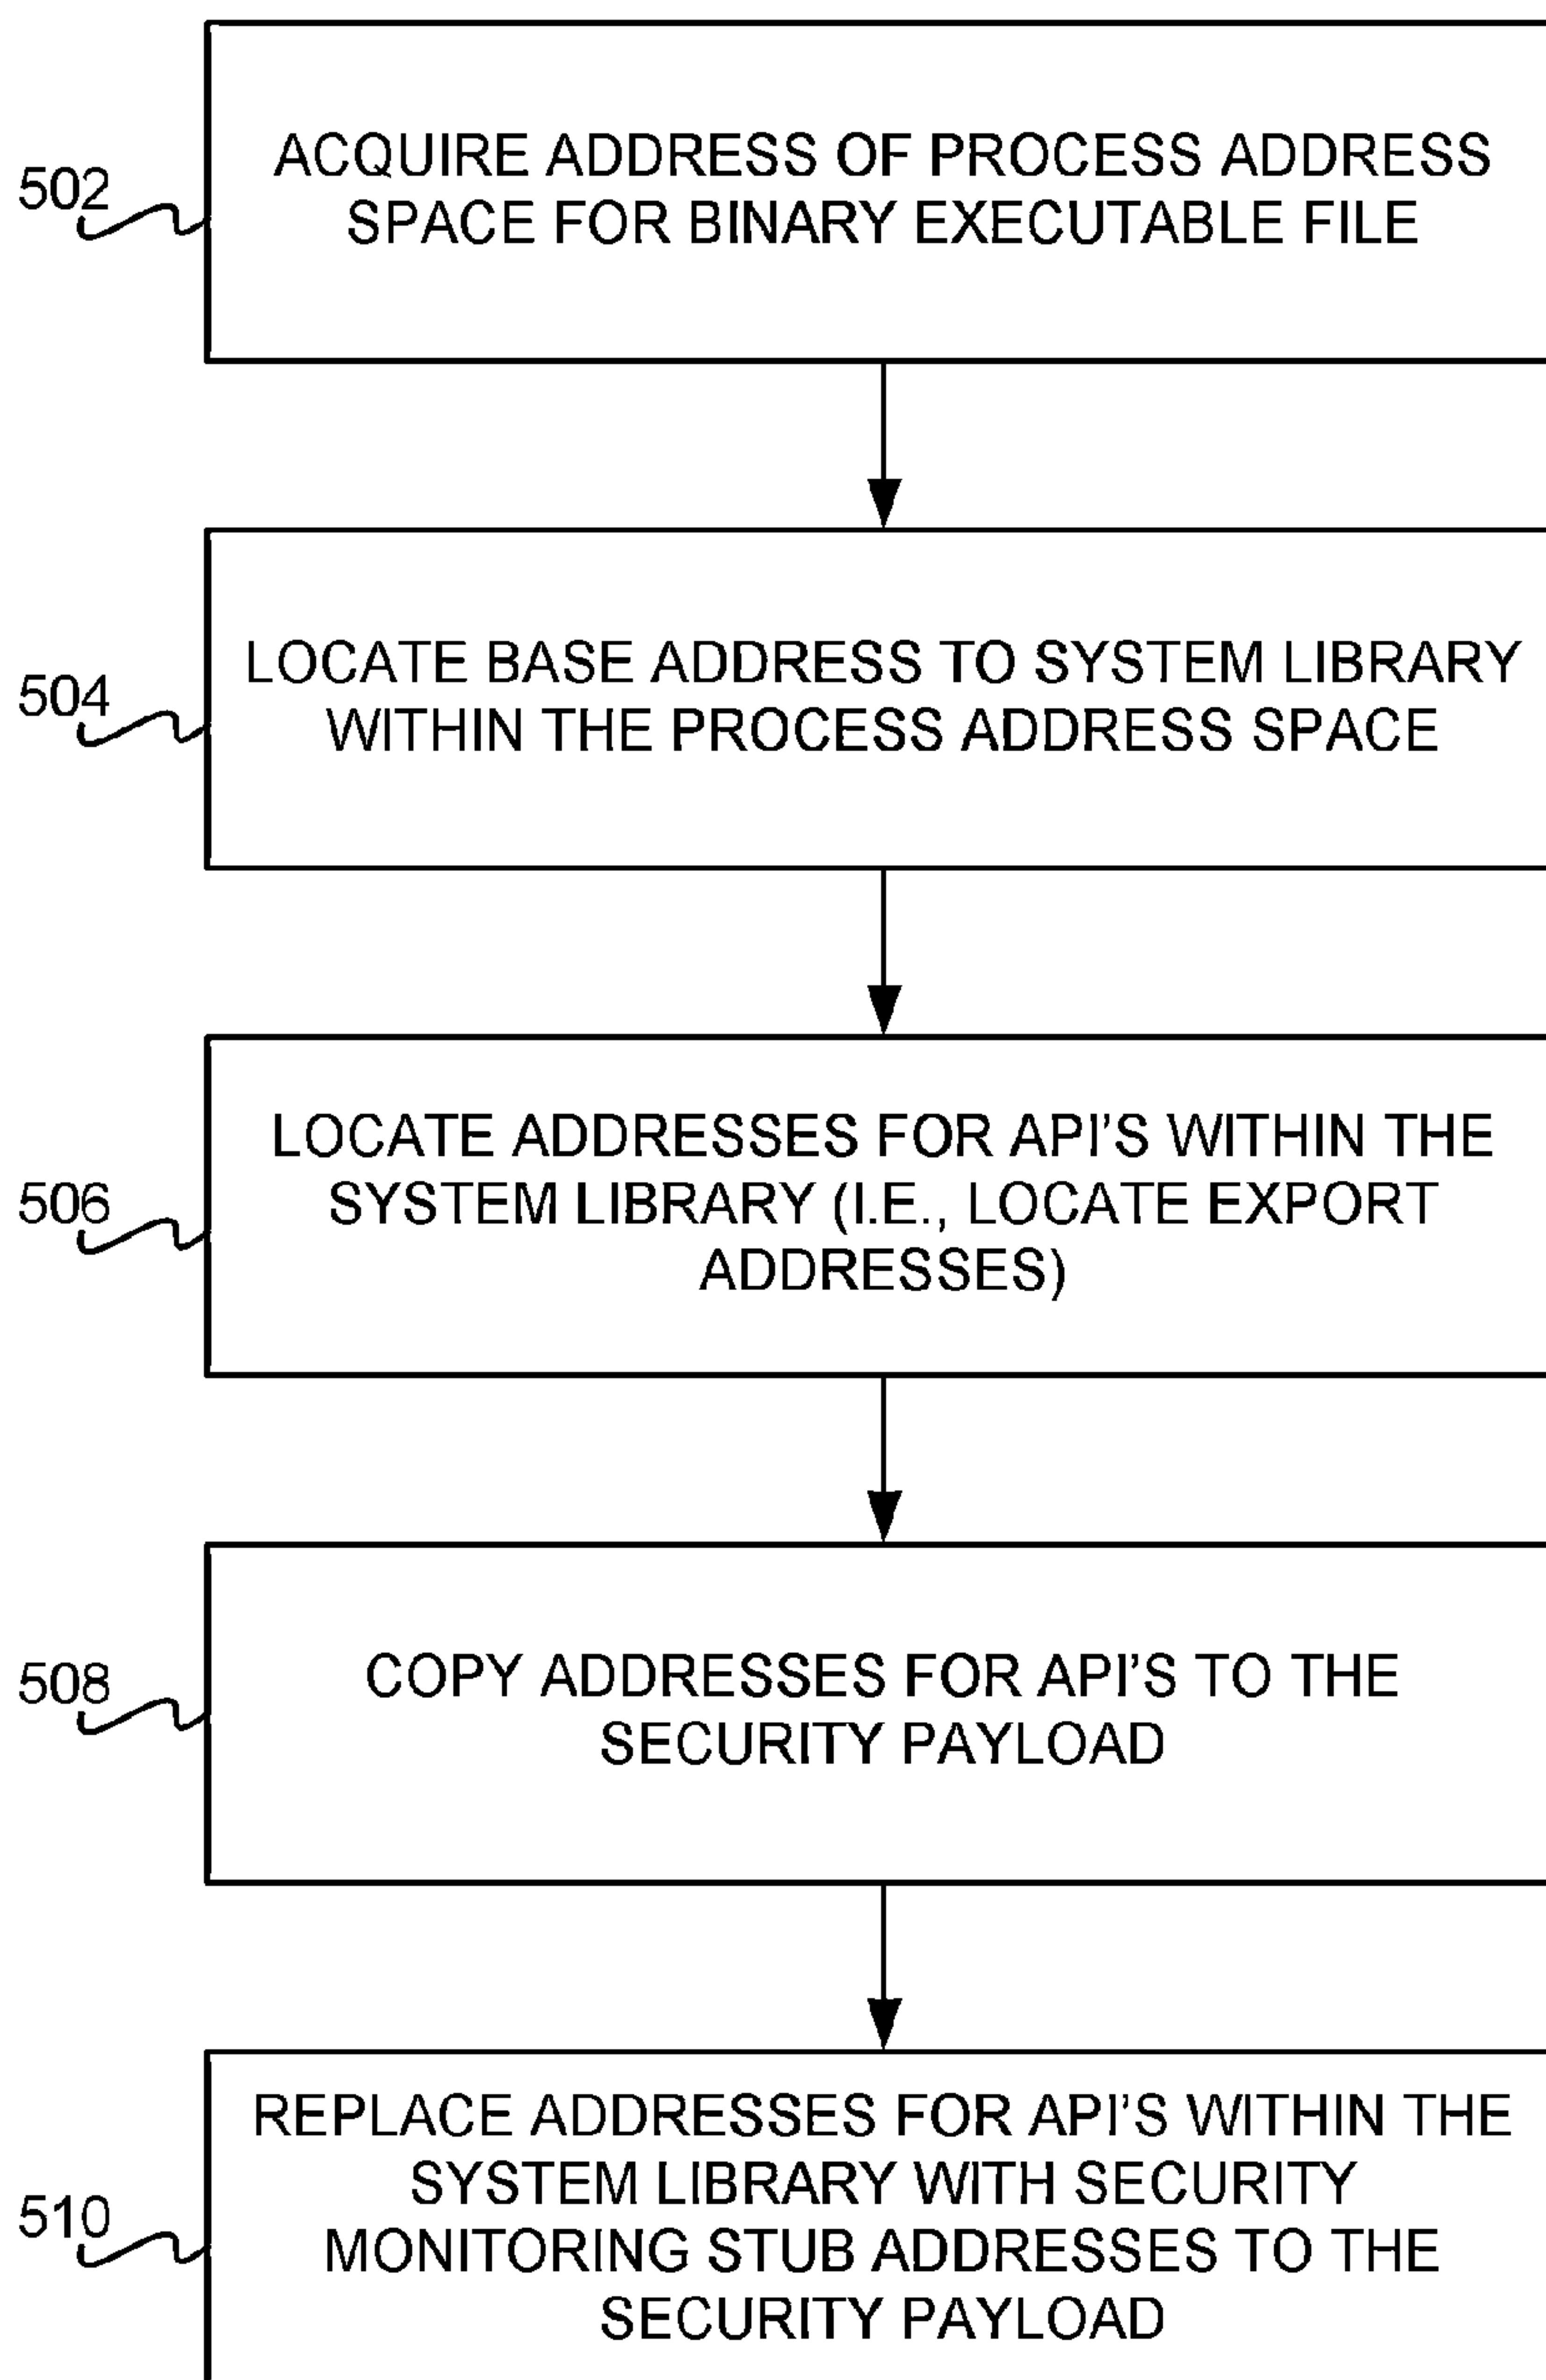 502
ACQUIRE ADDRESS OF PROCESS ADDRESS
SPACE FOR BINARY EXECUTABLE FILE
504
LOCATE BASE ADDRESS TO SYSTEM LIBRARY
WITHIN THE PROCESS ADDRESS SPACE
506
LOCATE ADDRESSES FOR API'S WITHIN THE
SYSTEM LIBRARY (I.E., LOCATE EXPORT
ADDRESSES)
508
COPY ADDRESSES FOR API'S TO THE
SECURITY PAYLOAD
510
REPLACE ADDRESSES FOR API'S WITHIN THE
SYSTEM LIBRARY WITH SECURITY
MONITORING STUB ADDRESSES TO THE
SECURITY PAYLOAD